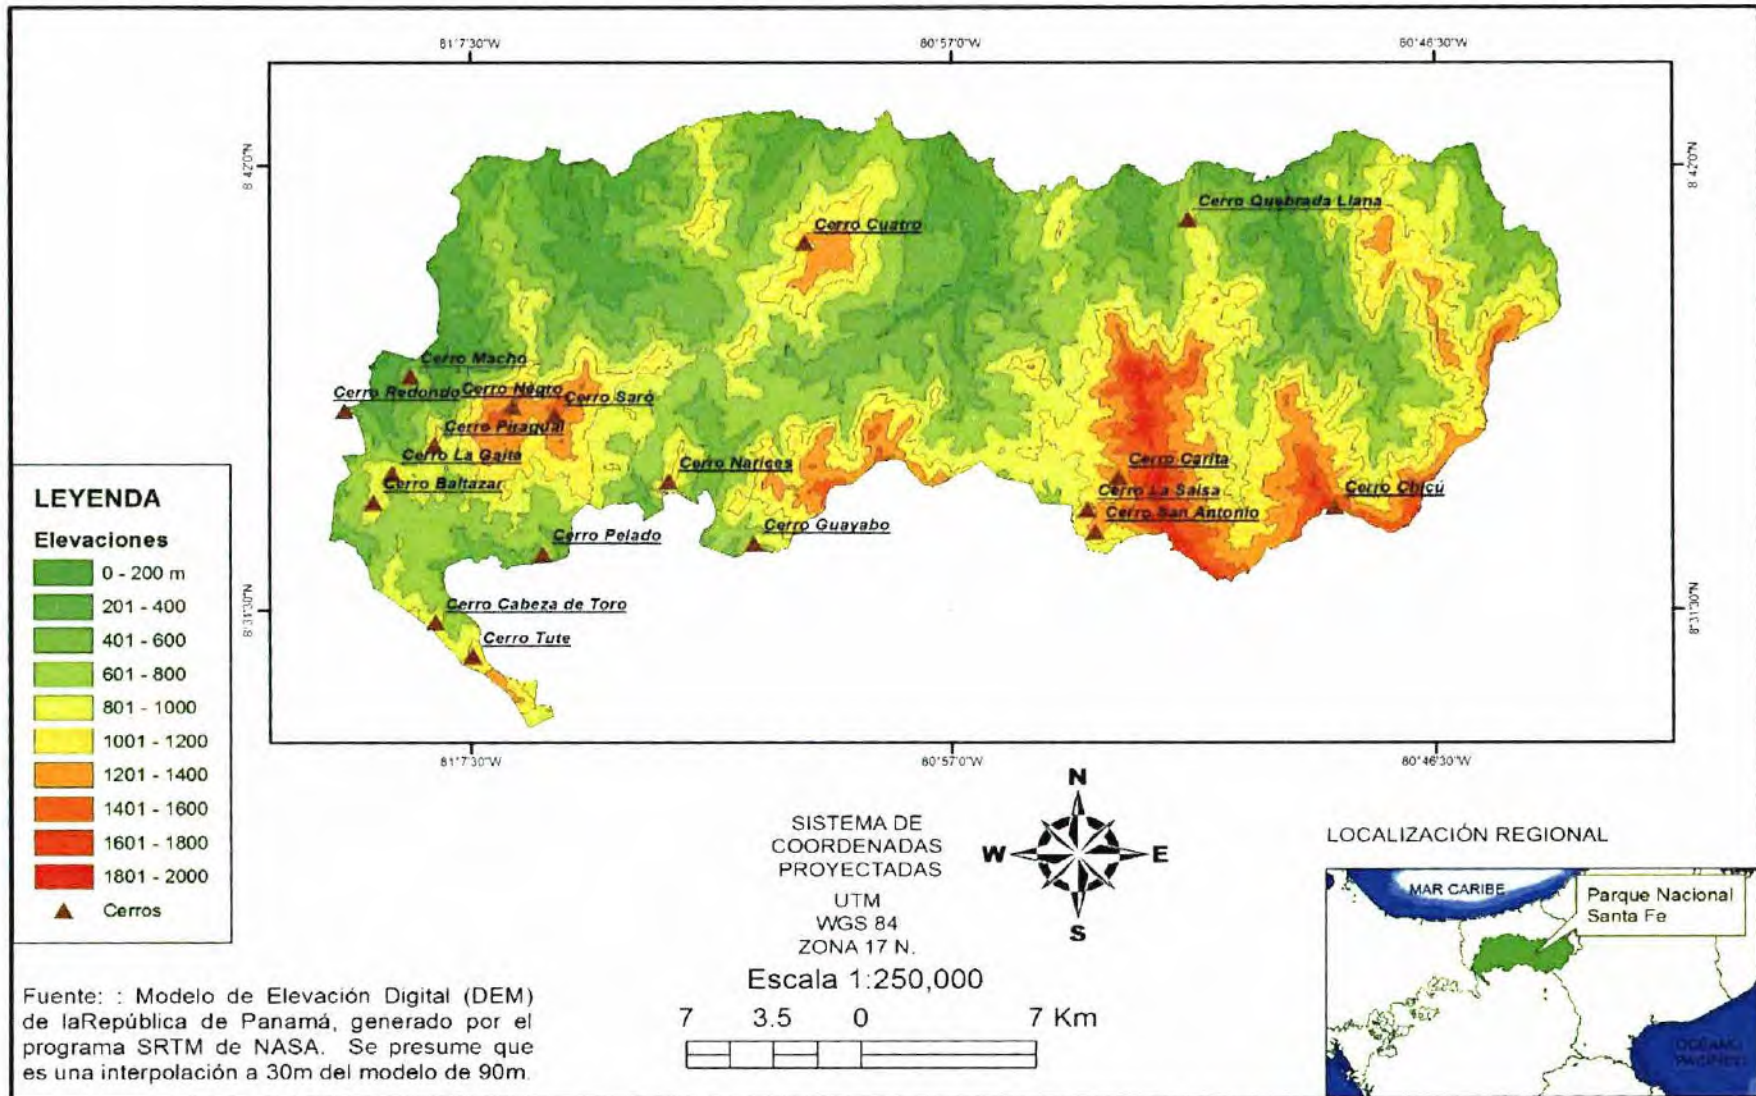 81°7'30"W
80°57'0"W
80°46'30"W
8°42'0"N
8°42'0"N
Cerro Quebrada Llana
Cerro Cuatro
Cerro Macho
Cerro Redondo
Cerro Negro
Cerro Saró
Cerro Piragual
Cerro La Gaita
Cerro Narices
Cerro Carita
Cerro Baltazar
Cerro La Salsa
Cerro Chicú
Cerro San Antonio
Cerro Guayabo
Cerro Pelado
Cerro Cabeza de Toro
Cerro Tute
8°31'30"N
8°31'30"N
81°7'30"W
80°57'0"W
80°46'30"W
LEYENDA
Elevaciones
0 - 200 m
201 - 400
401 - 600
601 - 800
801 - 1000
1001 - 1200
1201 - 1400
1401 - 1600
1601 - 1800
1801 - 2000
Cerros
SISTEMA DE
COORDENADAS
PROYECTADAS
UTM
WGS 84
ZONA 17 N.
Escala 1:250,000
7 3.5 0 7 Km
N
W
E
S
LOCALIZACIÓN REGIONAL
MAR CARIBE
Parque Nacional
Santa Fe
OCÉANO
PACÍFICO
Fuente: : Modelo de Elevación Digital (DEM)
de laRepública de Panamá, generado por el
programa SRTM de NASA. Se presume que
es una interpolación a 30m del modelo de 90m.